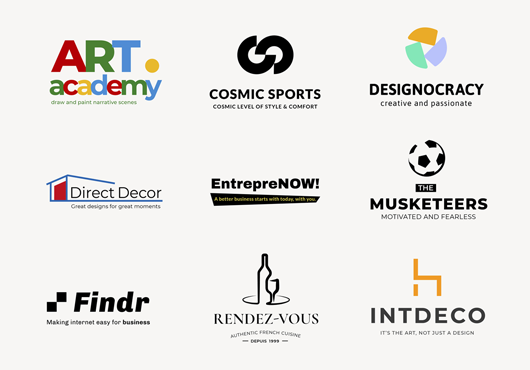 ART.
academy
draw and paint narrative scenes
COSMIC SPORTS
COSMIC LEVEL OF STYLE & COMFORT
DESIGNOCRACY
creative and passionate
Direct Decor
Great designs for great moments
EntrepreNOW!
A better business starts with today, with you.
THE
MUSKETEERS
MOTIVATED AND FEARLESS
Findr
Making internet easy for business
RENDEZ-VOUS
AUTHENTIC FRENCH CUISINE
— DEPUIS 1999 —
INTDECO
IT'S THE ART, NOT JUST A DESIGN